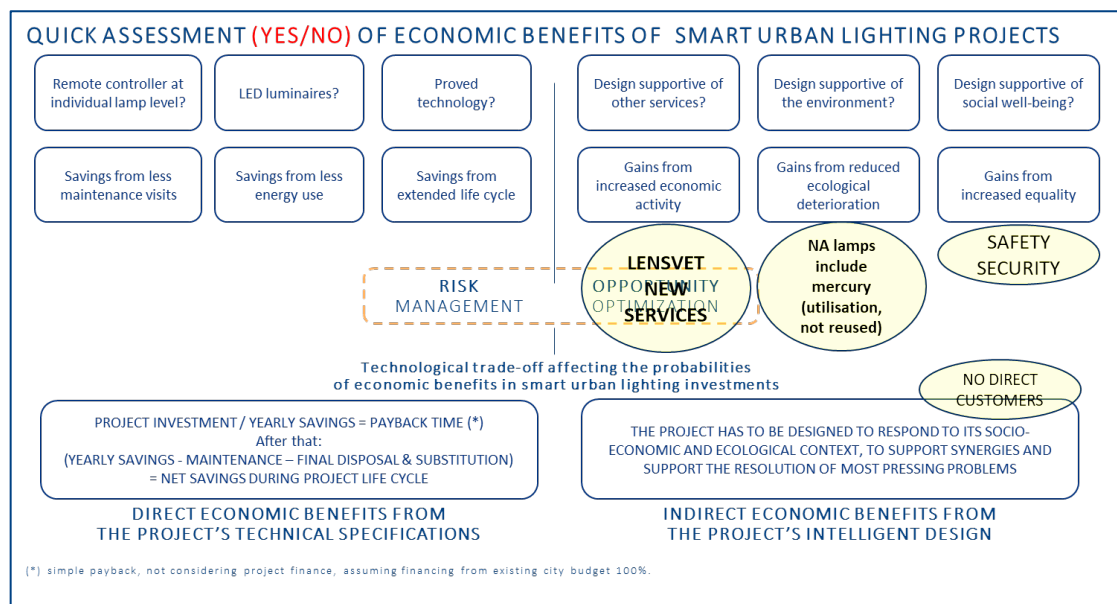 QUICK ASSESSMENT (YES/NO) OF ECONOMIC BENEFITS OF SMART URBAN LIGHTING PROJECTS
Remote controller at
individual lamp level?
LED luminaires?
Proved
technology?
Design supportive of
other services?
Design supportive of
the environment?
Design supportive of
social well-being?
Savings from less
maintenance visits
Savings from less
energy use
Savings from
extended life cycle
Gains from
increased economic
activity
Gains from reduced
ecological
deterioration
Gains from
increased equality
RISK
MANAGEMENT
OPPORTUNITY
OPTIMIZATION
LENSVET
NEW
SERVICES
NA lamps
include
mercury
(utilisation,
not reused)
SAFETY
SECURITY
Technological trade-off affecting the probabilities
of economic benefits in smart urban lighting investments
NO DIRECT
CUSTOMERS
PROJECT INVESTMENT / YEARLY SAVINGS = PAYBACK TIME (*)
After that:
(YEARLY SAVINGS - MAINTENANCE – FINAL DISPOSAL & SUBSTITUTION)
= NET SAVINGS DURING PROJECT LIFE CYCLE
THE PROJECT HAS TO BE DESIGNED TO RESPOND TO ITS SOCIO-
ECONOMIC AND ECOLOGICAL CONTEXT, TO SUPPORT SYNERGIES AND
SUPPORT THE RESOLUTION OF MOST PRESSING PROBLEMS
DIRECT ECONOMIC BENEFITS FROM
THE PROJECT'S TECHNICAL SPECIFICATIONS
INDIRECT ECONOMIC BENEFITS FROM
THE PROJECT'S INTELLIGENT DESIGN
(*) simple payback, not considering project finance, assuming financing from existing city budget 100%.